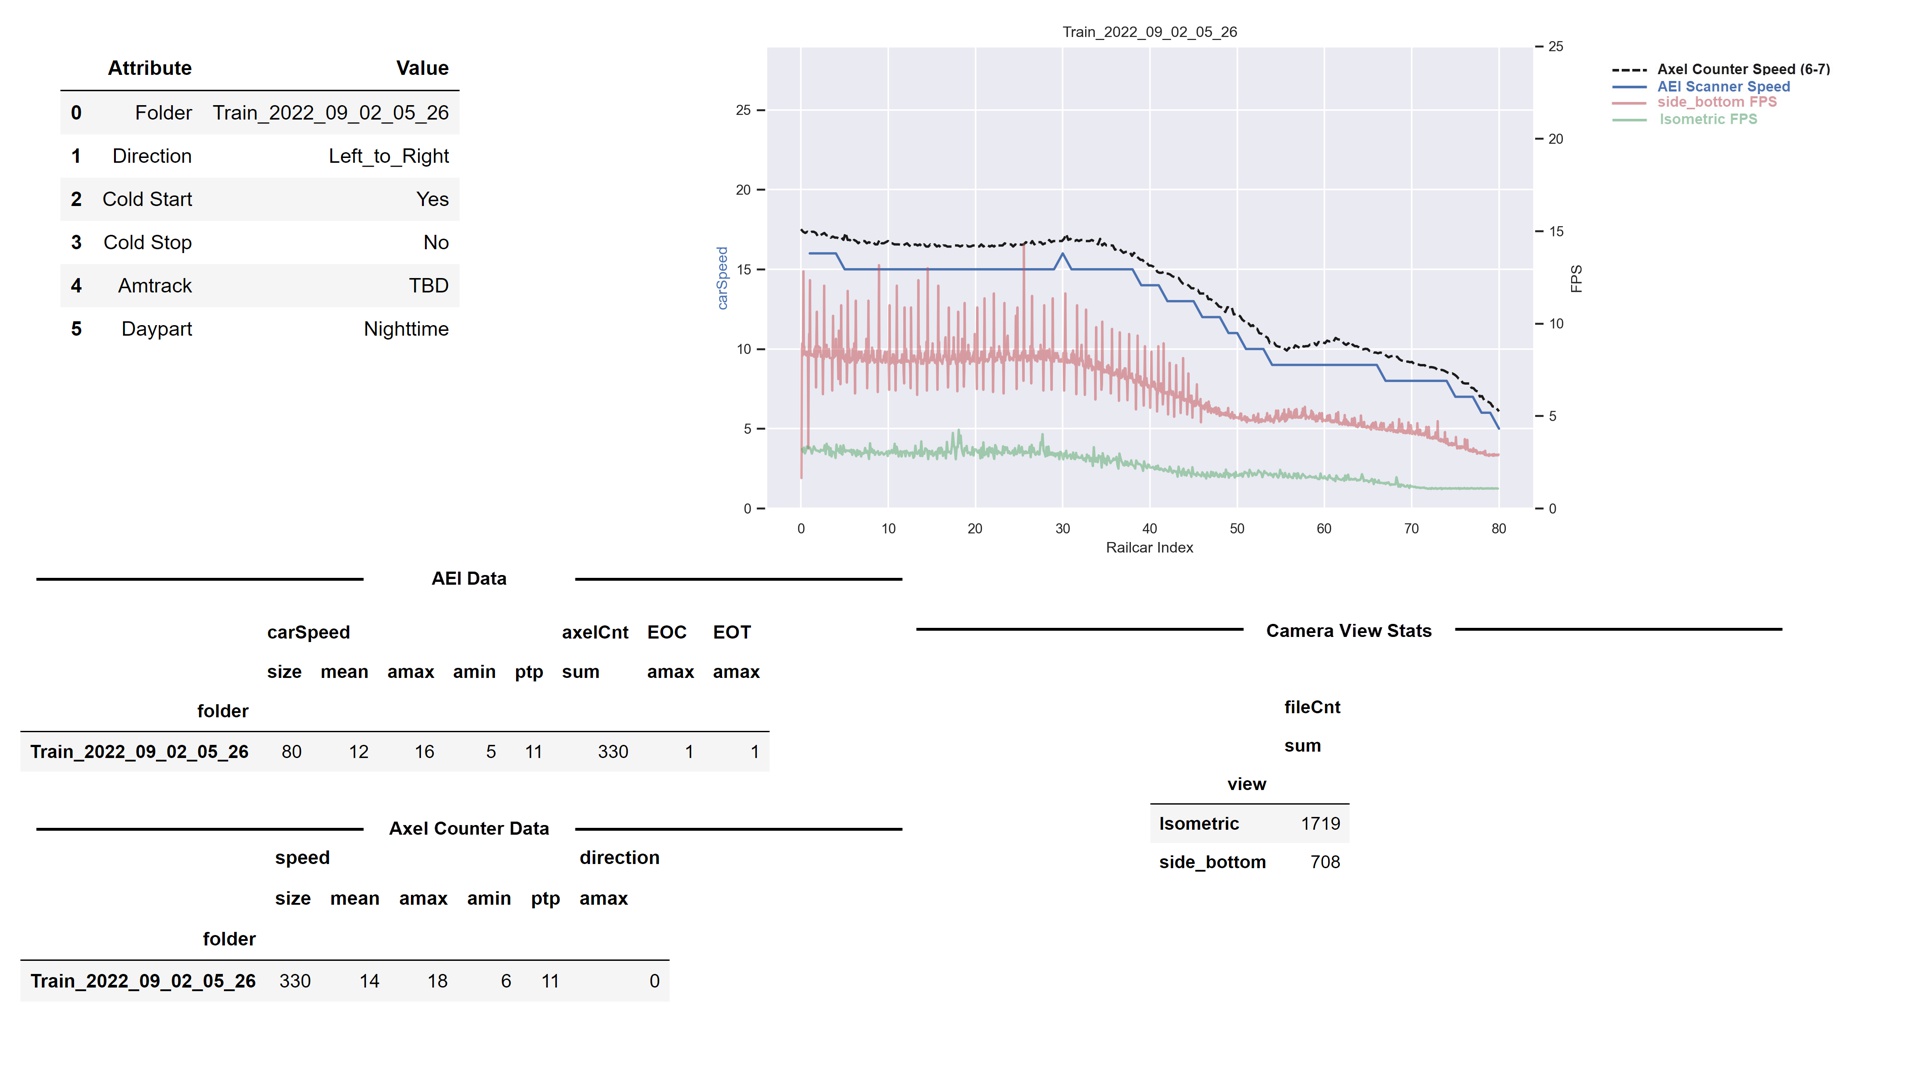 Attribute Value
0 Folder Train_2022_09_02_05_26
1 Direction Left_to_Right
2 Cold Start Yes
3 Cold Stop No
4 Amtrack TBD
5 Daypart Nighttime
Train_2022_09_02_05_26
25
20
15
10
5
0
carSpeed
25
20
15
10
5
0
FPS
0 10 20 30 40 50 60 70 80
Railcar Index
Axel Counter Speed (6-7)
AEI Scanner Speed
side_bottom FPS
Isometric FPS
AEI Data
carSpeed axelCnt EOC EOT
size mean amax amin ptp sum amax amax
folder
Train_2022_09_02_05_26 80 12 16 5 11 330 1 1
Axel Counter Data
speed direction
size mean amax amin ptp amax
folder
Train_2022_09_02_05_26 330 14 18 6 11 0
Camera View Stats
fileCnt
sum
view
Isometric 1719
side_bottom 708